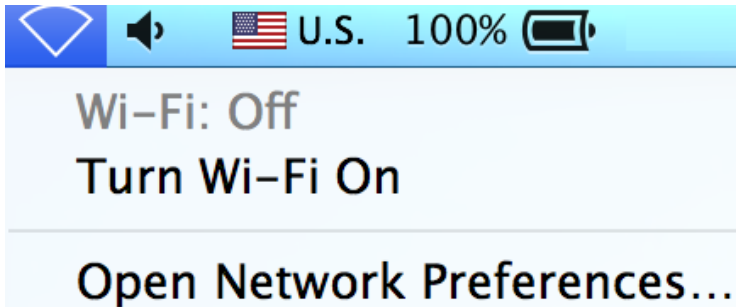 U.S. 100%
Wi-Fi: Off
Turn Wi-Fi On
Open Network Preferences...